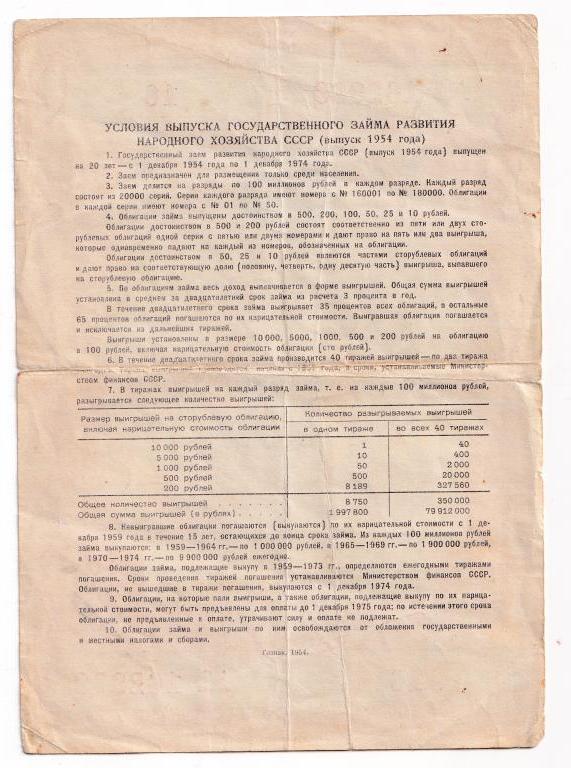 УСЛОВИЯ ВЫПУСКА ГОСУДАРСТВЕННОГО ЗАЙМА РАЗВИТИЯ
НАРОДНОГО ХОЗЯЙСТВА СССР (выпуск 1954 года)
1. Государственный заем развития народного хозяйства СССР (выпуск 1954 года) выпущен
на 20 лет—с 1 декабря 1954 года по 1 декабря 1974 года.
2. Заем предназначен для размещения только среди населения.
3. Заем делится на разряды по 100 миллионов рублей в каждом разряде. Каждый разряд
состоит из 20000 серий. Серии каждого разряда имеют номера с № 160001 по № 180000. Облигации
в каждой серии имеют номера с № 01 по № 50.
4. Облигации займа выпущены достоинством в 500, 200, 100, 50, 25 и 10 рублей.
Облигации достоинством в 500 и 200 рублей состоят соответственно из пяти или двух сто-
рублевых облигаций одной серии с пятью или двумя номерами и дают право на пять или два выигрыша,
которые одновременно падают на каждый из номеров, обозначенных на облигации.
Облигации достоинством в 50, 25 и 10 рублей являются частями сторублевых облигаций
и дают право на соответствующую долю (половину, четверть, одну десятую часть) выигрыша, выпавшего
на сторублевую облигацию.
5. По облигациям займа весь доход выплачивается в форме выигрышей. Общая сумма выигрышей
установлена в среднем за двадцатилетний срок займа из расчета 3 процента в год.
В течение двадцатилетнего срока займа выигрывает 35 процентов всех облигаций, а остальные
65 процентов облигаций погашаются по их нарицательной стоимости. Выигравшая облигация погашается
и исключается из дальнейших тиражей.
Выигрыши установлены в размере 10000, 5000, 1000, 500 и 200 рублей на облигацию
в 100 рублей, включая нарицательную стоимость облигации (сто рублей).
6. В течение двадцатилетнего срока займа производится 40 тиражей выигрышей—по два тиража
года, в сроки, устанавливаемые Министер-
ством финансов СССР.
7. В тиражах выигрышей на каждый разряд займа, т. е. на каждые 100 миллионов рублей,
разыгрывается следующее количество выигрышей:
Размер выигрышей на сторублевую облигацию,
включая нарицательную стоимость облигации
Количество разыгрываемых выигрышей
в одном тираже во всех 40 тиражах
10 000 рублей 1 40
5 000 рублей 10 400
1 000 рублей 50 2 000
500 рублей 500 20 000
200 рублей 8 189 327 560
Общее количество выигрышей . . . . . . 8 750 350 000
Общая сумма выигрышей (в рублях) . . . . . 1 997 800 79 912 000
8. Невыигравшие облигации погашаются (выкупаются) по их нарицательной стоимости с 1 де-
кабря 1959 года в течение 15 лет, остающихся до конца срока займа. Из каждых 100 миллионов рублей
займа выкупаются: в 1959—1964 гг.—по 1 000 000 рублей, в 1965—1969 гг.—по 1 900 000 рублей,
в 1970—1974 гг.—по 9 900 000 рублей ежегодно.
Облигации займа, подлежащие выкупу в 1959—1973 гг., определяются ежегодными тиражами
погашения. Сроки проведения тиражей погашения устанавливаются Министерством финансов СССР.
Облигации, не вышедшие в тиражи погашения, выкупаются с 1 декабря 1974 года.
9. Облигации, на которые пали выигрыши, а также облигации, подлежащие выкупу по их нарица-
тельной стоимости, могут быть предъявлены для оплаты до 1 декабря 1975 года; по истечении этого срока
облигации, не предъявленные к оплате, утрачивают силу и оплате не подлежат.
10. Облигации займа и выигрыши по ним освобождаются от обложения государственными
и местными налогами и сборами.
Гознак. 1954.